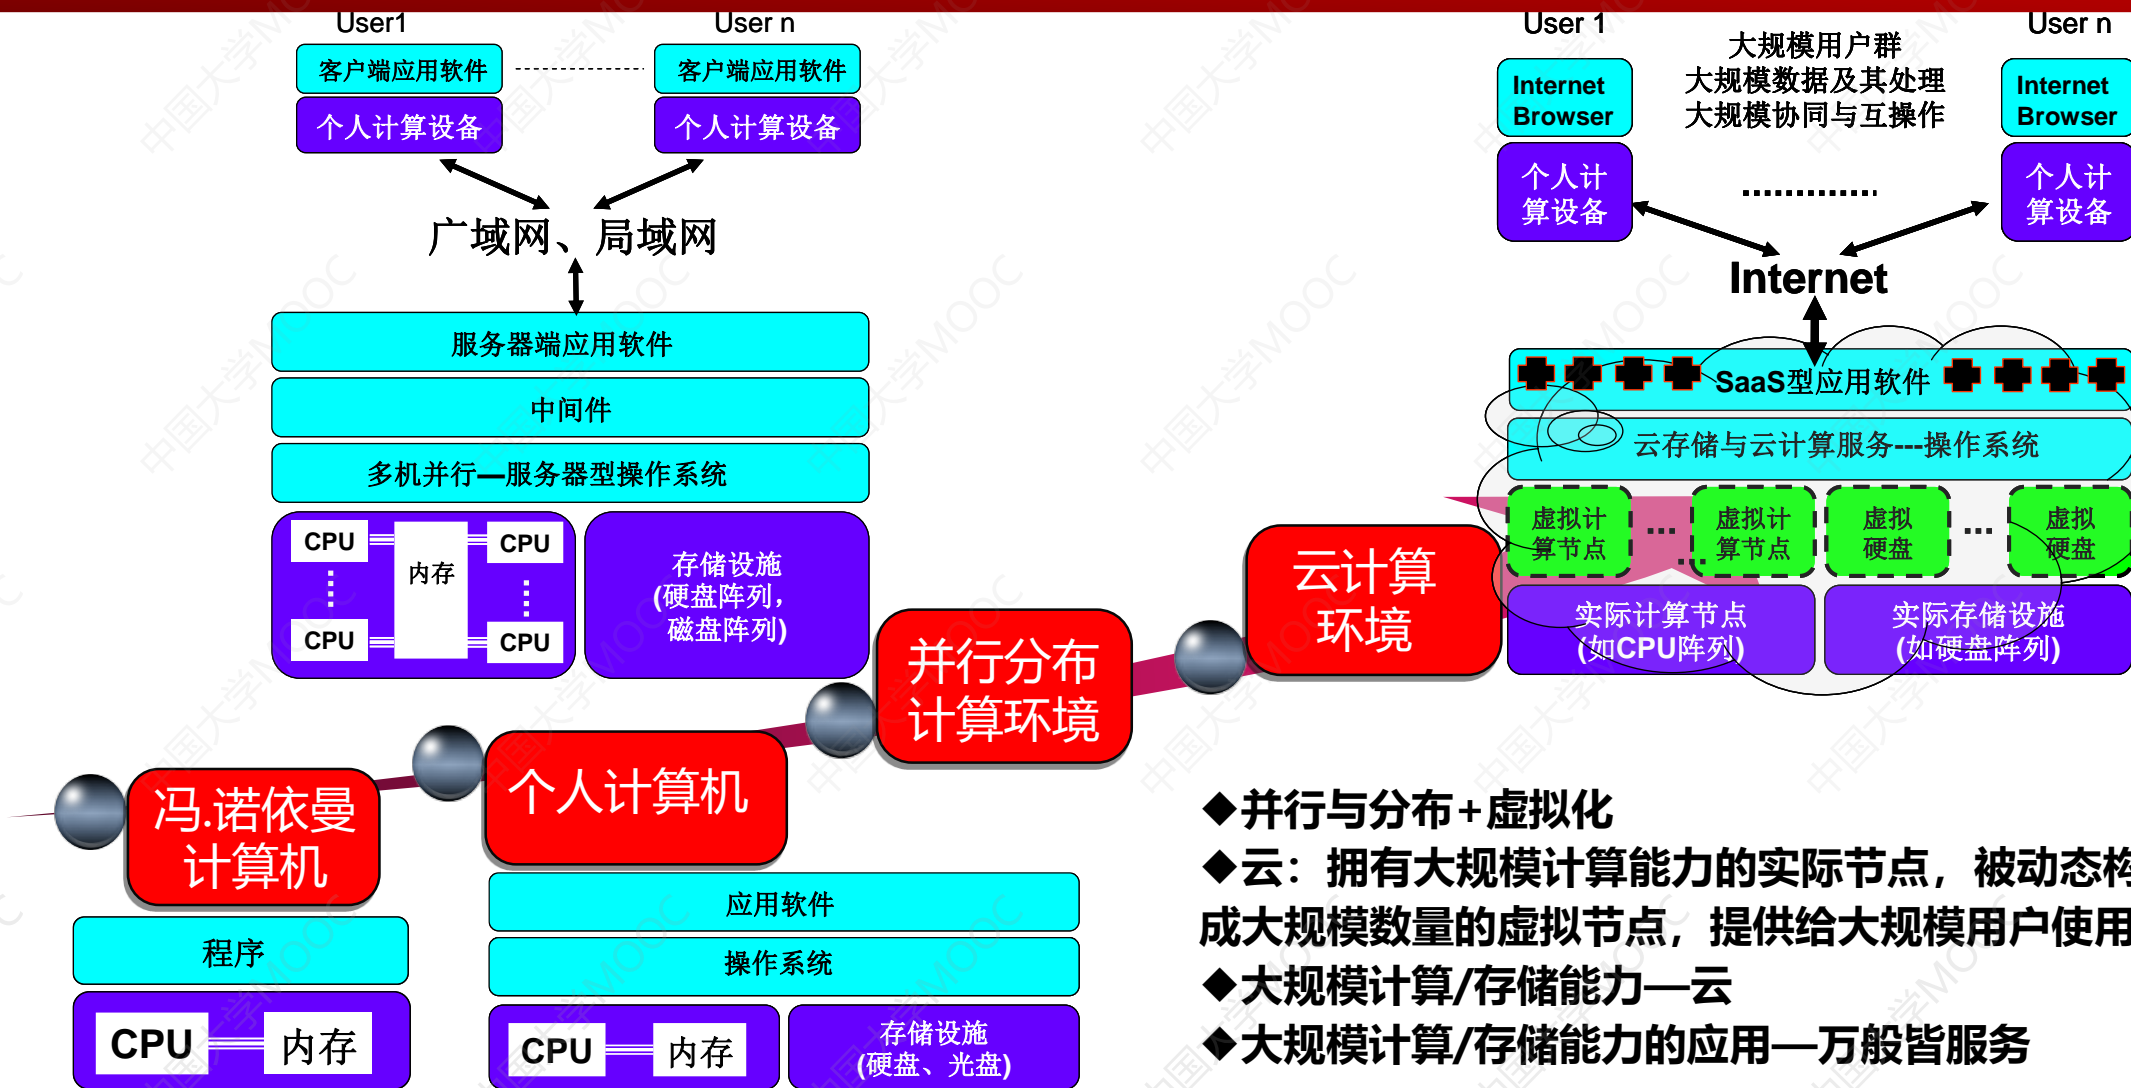 User1
User n
客户端应用软件
客户端应用软件
个人计算设备
个人计算设备
广域网、局域网
服务器端应用软件
中间件
多机并行—服务器型操作系统
CPU
CPU
内存
CPU
CPU
存储设施
(硬盘阵列，
磁盘阵列)
User 1
User n
大规模用户群
大规模数据及其处理
大规模协同与互操作
Internet
Browser
Internet
Browser
个人计
算设备
.............
个人计
算设备
Internet
SaaS型应用软件
云存储与云计算服务---操作系统
虚拟计
算节点
...
虚拟计
算节点
...
虚拟
硬盘
...
虚拟
硬盘
实际计算节点
(如CPU阵列)
实际存储设施
(如硬盘阵列)
云计算
环境
并行分布
计算环境
个人计算机
冯.诺依曼
计算机
程序
CPU
内存
应用软件
操作系统
CPU
内存
存储设施
(硬盘、光盘)
◆并行与分布+虚拟化
◆云：拥有大规模计算能力的实际节点，被动态构
成大规模数量的虚拟节点，提供给大规模用户使用
◆大规模计算/存储能力—云
◆大规模计算/存储能力的应用—万般皆服务
中国大学MOOC